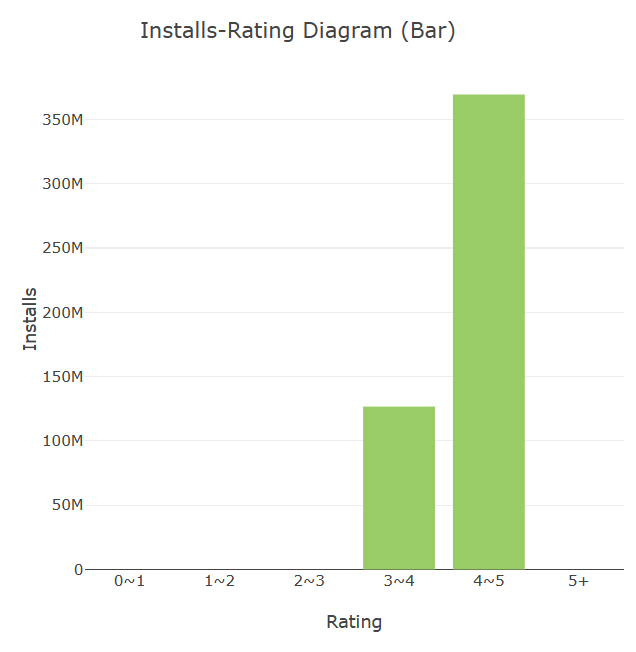 Installs-Rating Diagram (Bar)
350M
300M
250M
200M
150M
100M
50M
0
Installs
0~1 1~2 2~3 3~4 4~5 5+
Rating